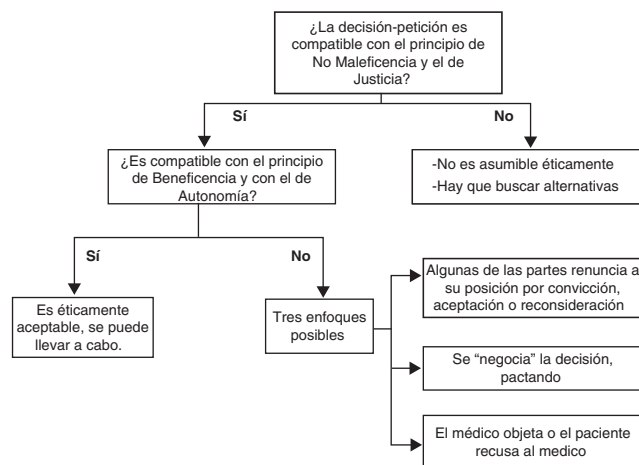 ¿La decisión-petición es
compatible con el principio de
No Maleficencia y el de
Justicia?
Sí
No
¿Es compatible con el principio
de Beneficencia y con el de
Autonomía?
-No es asumible éticamente
-Hay que buscar alternativas
Sí
No
Es éticamente
aceptable, se puede
llevar a cabo.
Tres enfoques
posibles
Algunas de las partes renuncia a
su posición por convicción,
aceptación o reconsideración
Se “negocia” la decisión,
pactando
El médico objeta o el paciente
recusa al medico